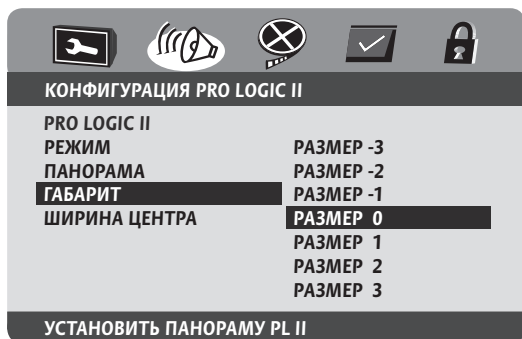 КОНФИГУРАЦИЯ PRO LOGIC II
PRO LOGIC II
РЕЖИМ РАЗМЕР -3
ПАНОРАМА РАЗМЕР -2
ГАБАРИТ РАЗМЕР -1
ШИРИНА ЦЕНТРА РАЗМЕР 0
РАЗМЕР 1
РАЗМЕР 2
РАЗМЕР 3
УСТАНОВИТЬ ПАНОРАМУ PL II